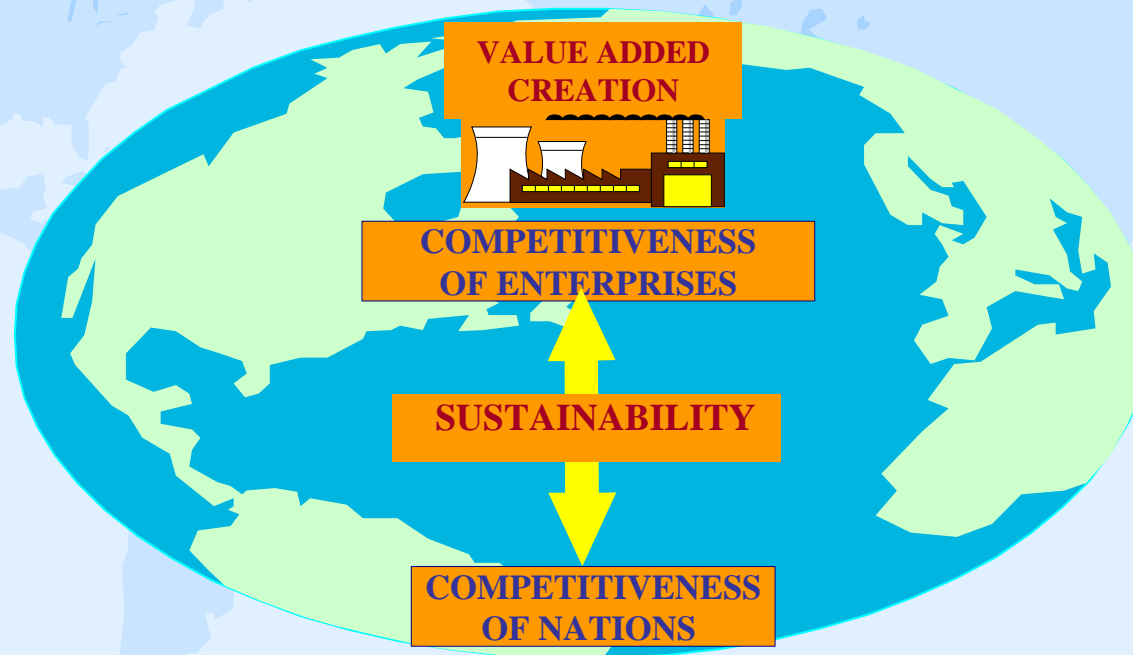 VALUE ADDED
CREATION
COMPETITIVENESS
OF ENTERPRISES
SUSTAINABILITY
COMPETITIVENESS
OF NATIONS